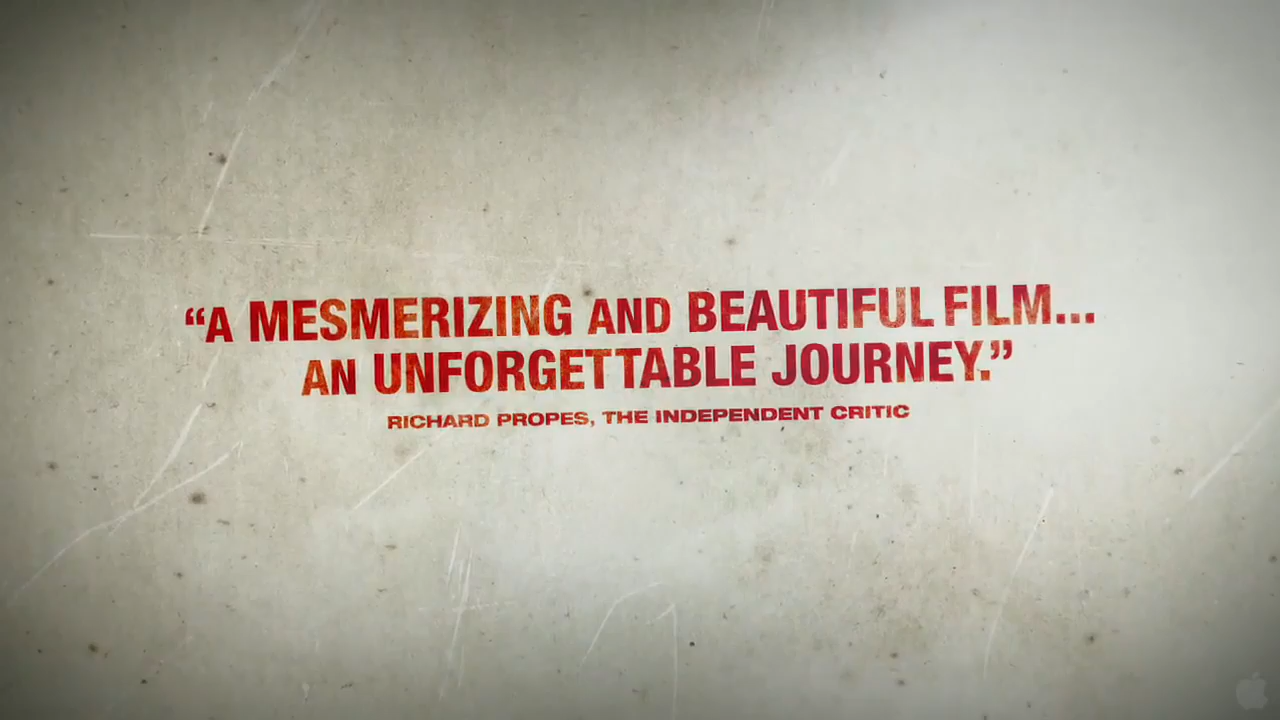 “A MESMERIZING AND BEAUTIFUL FILM...
AN UNFORGETTABLE JOURNEY.”
RICHARD PROPES, THE INDEPENDENT CRITIC